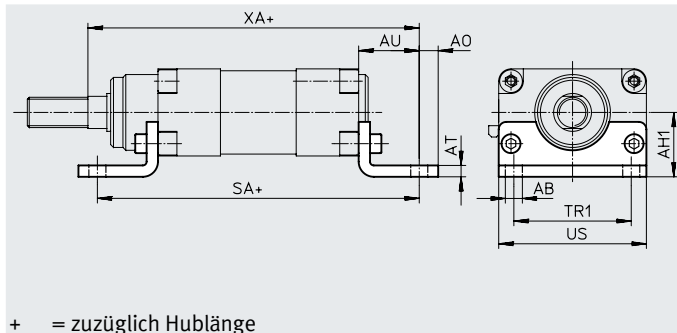 XA+
AU
AO
AT
SA+
AH1
AB
TR1
US
+ = zuzüglich Hublänge